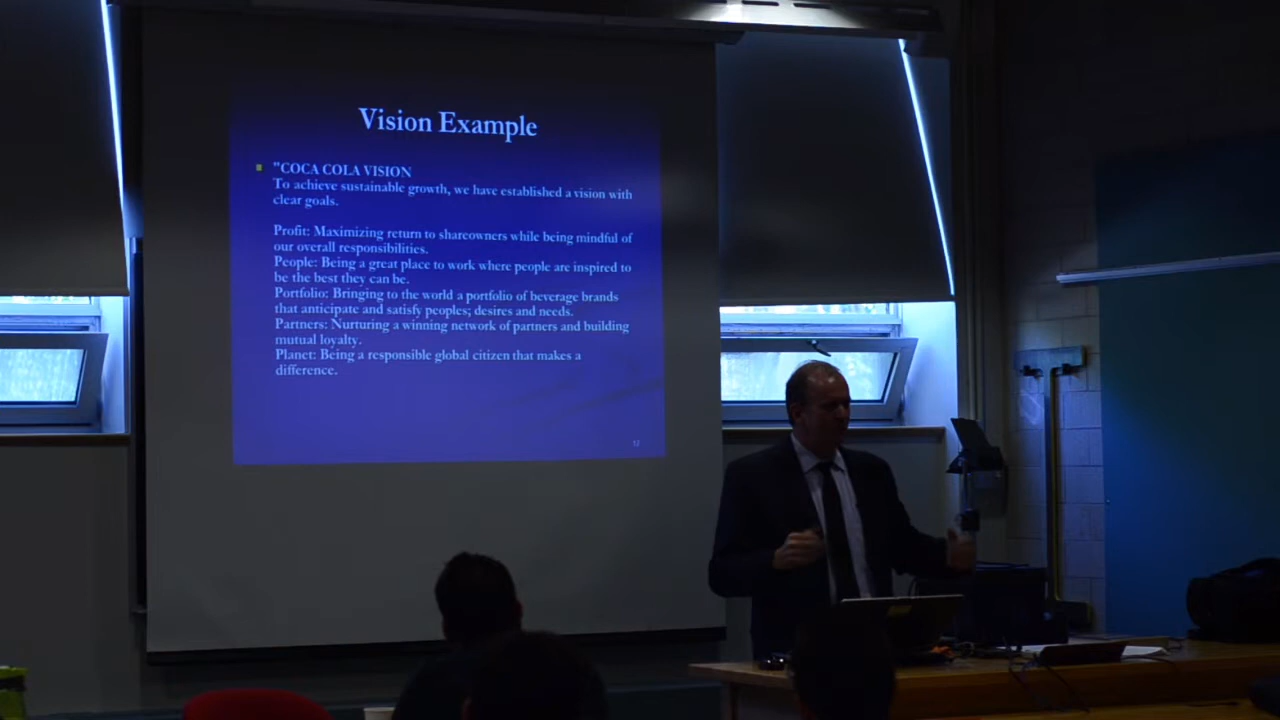 Vision Example
"COCA COLA VISION
To achieve sustainable growth, we have established a vision with
clear goals.
Profit: Maximizing return to shareowners while being mindful of
our overall responsibilities.
People: Being a great place to work where people are inspired to
be the best they can be.
Portfolio: Bringing to the world a portfolio of beverage brands
that anticipate and satisfy peoples; desires and needs.
Partners: Nurturing a winning network of partners and building
mutual loyalty.
Planet: Being a responsible global citizen that makes a
difference.